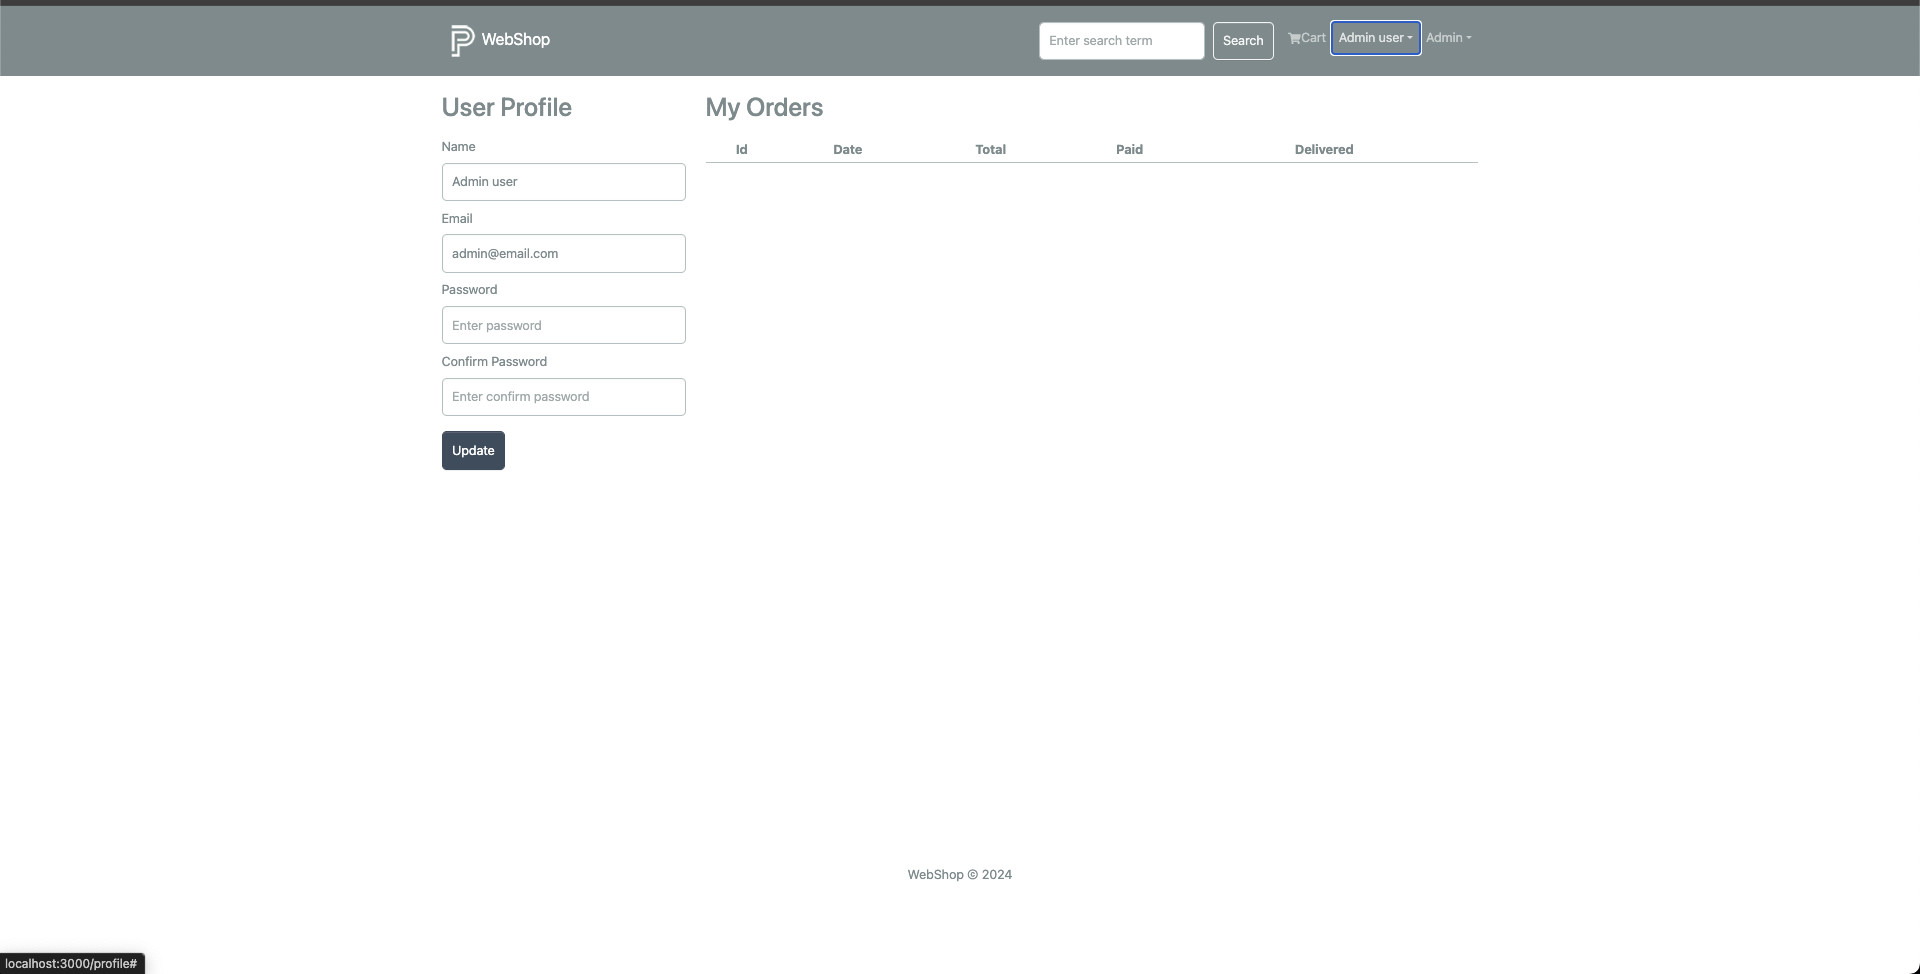 WebShop
Enter search term
Search
Cart
Admin user
Admin
User Profile
Name
Admin user
Email
admin@email.com
Password
Enter password
Confirm Password
Enter confirm password
Update
My Orders
Id Date Total Paid Delivered
WebShop © 2024
localhost:3000/profile#